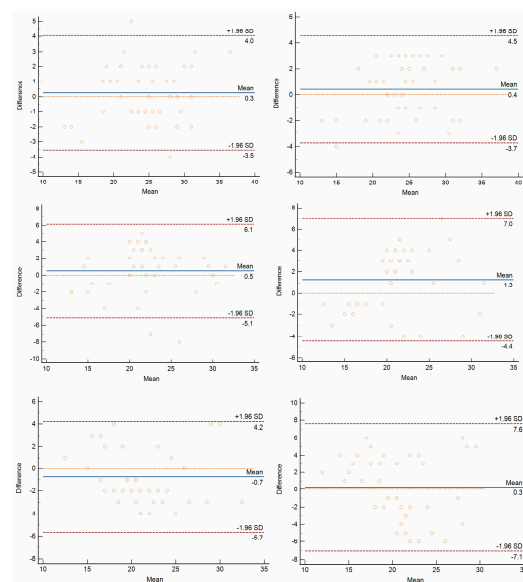 5
4
3
2
1
0
-1
-2
-3
-4
-5
Difference
+1.96 SD
4.0
Mean
0.3
-1.96 SD
-3.5
10 15 20 25 30 35 40
Mean
6
4
2
0
-2
-4
-6
Difference
+1.96 SD
4.5
Mean
0.4
-1.96 SD
-3.7
10 15 20 25 30 35 40
Mean
8
6
4
2
0
-2
-4
-6
-8
-10
Difference
+1.96 SD
6.1
Mean
0.5
-1.96 SD
-5.1
10 15 20 25 30 35
Mean
8
6
4
2
0
-2
-4
-6
Difference
+1.96 SD
7.0
Mean
1.3
-1.96 SD
-4.4
10 15 20 25 30 35
Mean
6
4
2
0
-2
-4
-6
-8
Difference
+1.96 SD
4.2
Mean
-0.7
-1.96 SD
-5.7
10 15 20 25 30 35
Mean
10
8
6
4
2
0
-2
-4
-6
-8
Difference
+1.96 SD
7.6
Mean
0.3
-1.96 SD
-7.1
10 15 20 25 30
Mean